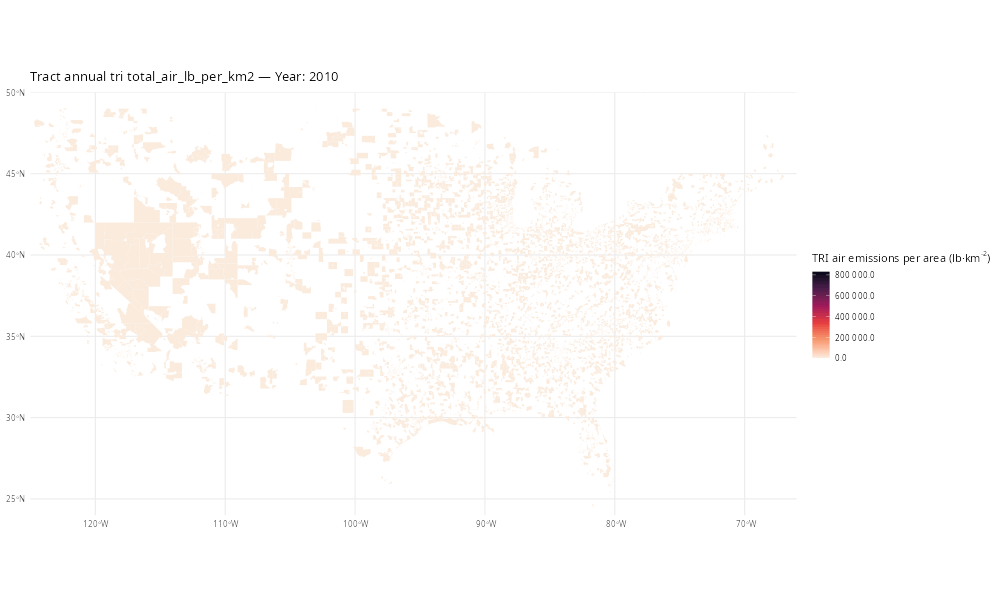 Tract annual tri total_air_lb_per_km2 — Year: 2010
50°N
45°N
40°N
35°N
30°N
25°N
120°W
110°W
100°W
90°W
80°W
70°W
TRI air emissions per area (lb·km⁻²)
800 000.0
600 000.0
400 000.0
200 000.0
0.0